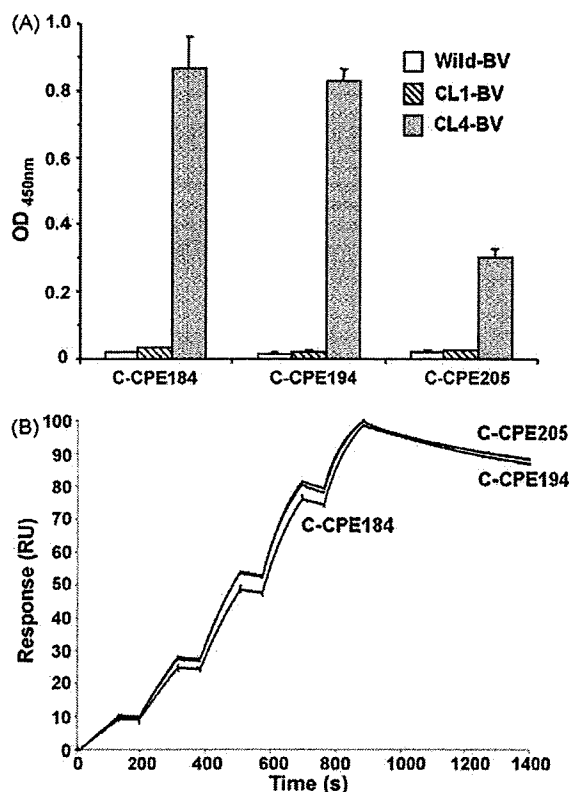 (A)
1.0
0.8
0.6
0.4
0.2
0
OD 450nm
Wild-BV
CL1-BV
CL4-BV
C-CPE184
C-CPE194
C-CPE205
(B)
100
90
80
70
60
50
40
30
20
10
0
Response (RU)
C-CPE205
C-CPE194
C-CPE184
0
200
400
600
800
1000
1200
1400
Time (s)